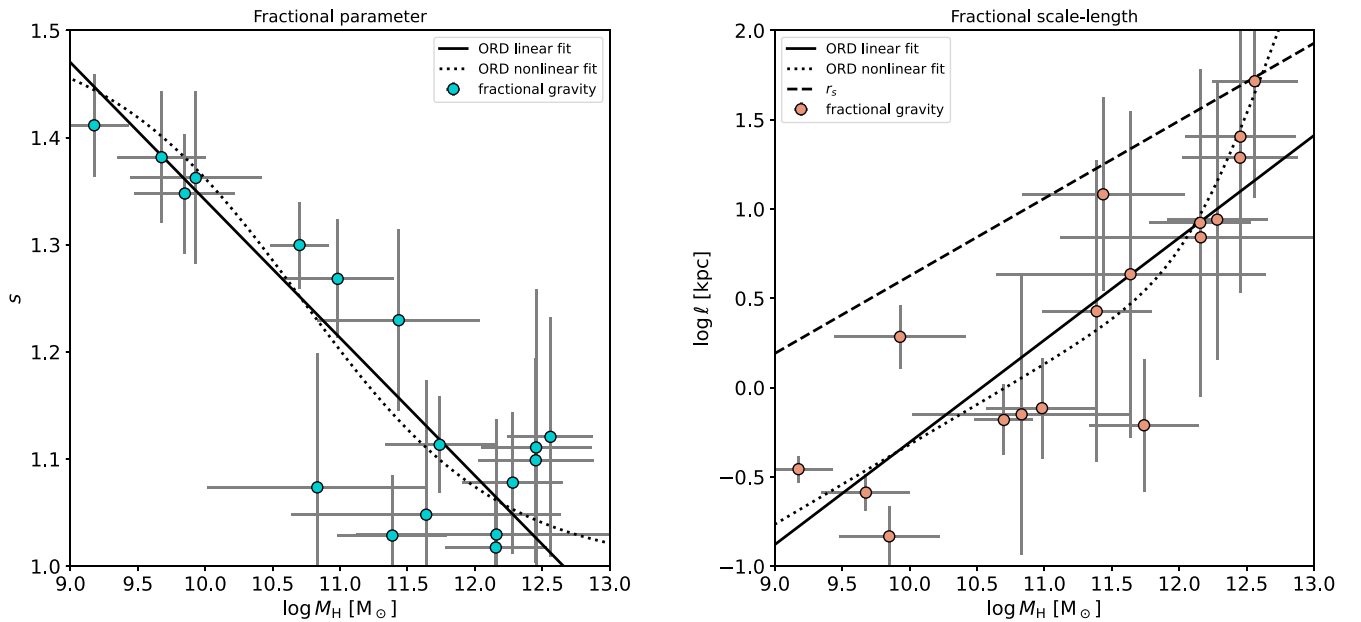 Fractional parameter
1.5
1.4
1.3
1.2
1.1
1.0
s
ORD linear fit
ORD nonlinear fit
fractional gravity
9.0 9.5 10.0 10.5 11.0 11.5 12.0 12.5 13.0
log M_H [M_⊙]
Fractional scale-length
2.0
1.5
1.0
0.5
0.0
−0.5
−1.0
log ℓ [kpc]
ORD linear fit
ORD nonlinear fit
r_s
fractional gravity
9.0 9.5 10.0 10.5 11.0 11.5 12.0 12.5 13.0
log M_H [M_⊙]